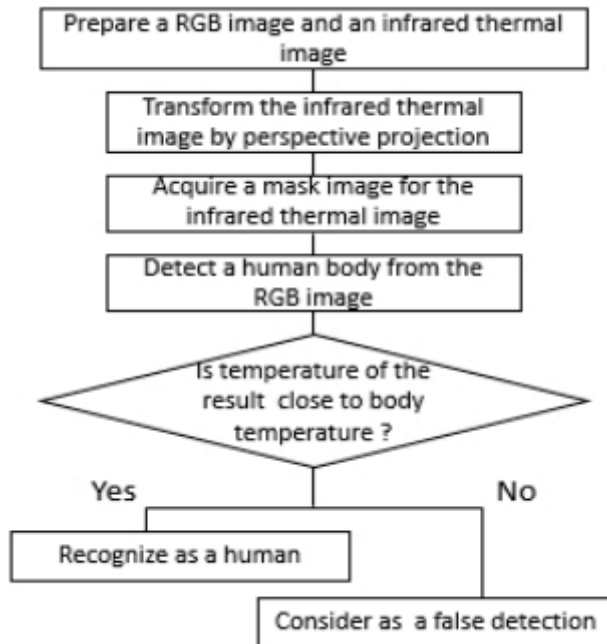 Prepare a RGB image and an infrared thermal
image
Transform the infrared thermal
image by perspective projection
Acquire a mask image for the
infrared thermal image
Detect a human body from the
RGB image
Is temperature of the
result close to body
temperature ?
Yes
No
Recognize as a human
Consider as a false detection